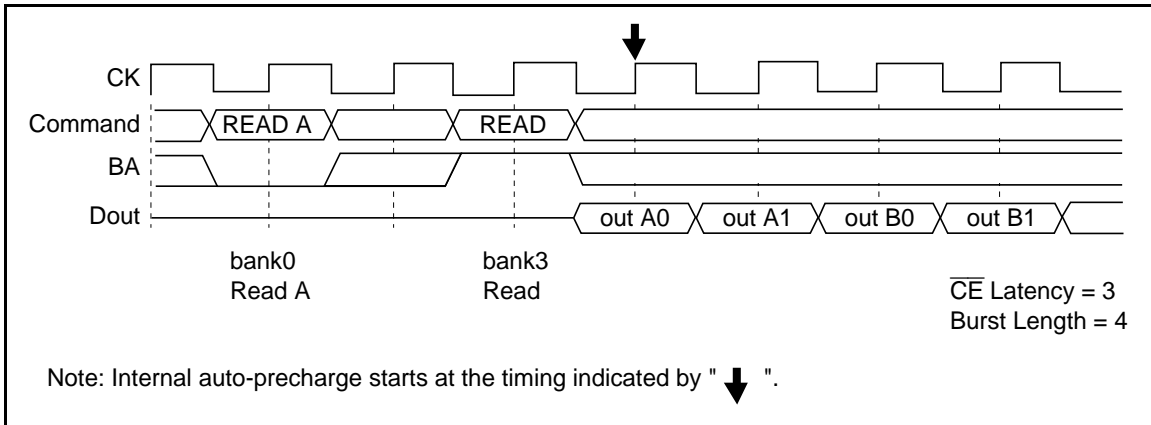 CK
Command READ A READ
BA
Dout out A0 out A1 out B0 out B1
bank0 bank3
Read A Read
C̅E̅ Latency = 3
Burst Length = 4
Note: Internal auto-precharge starts at the timing indicated by " ".